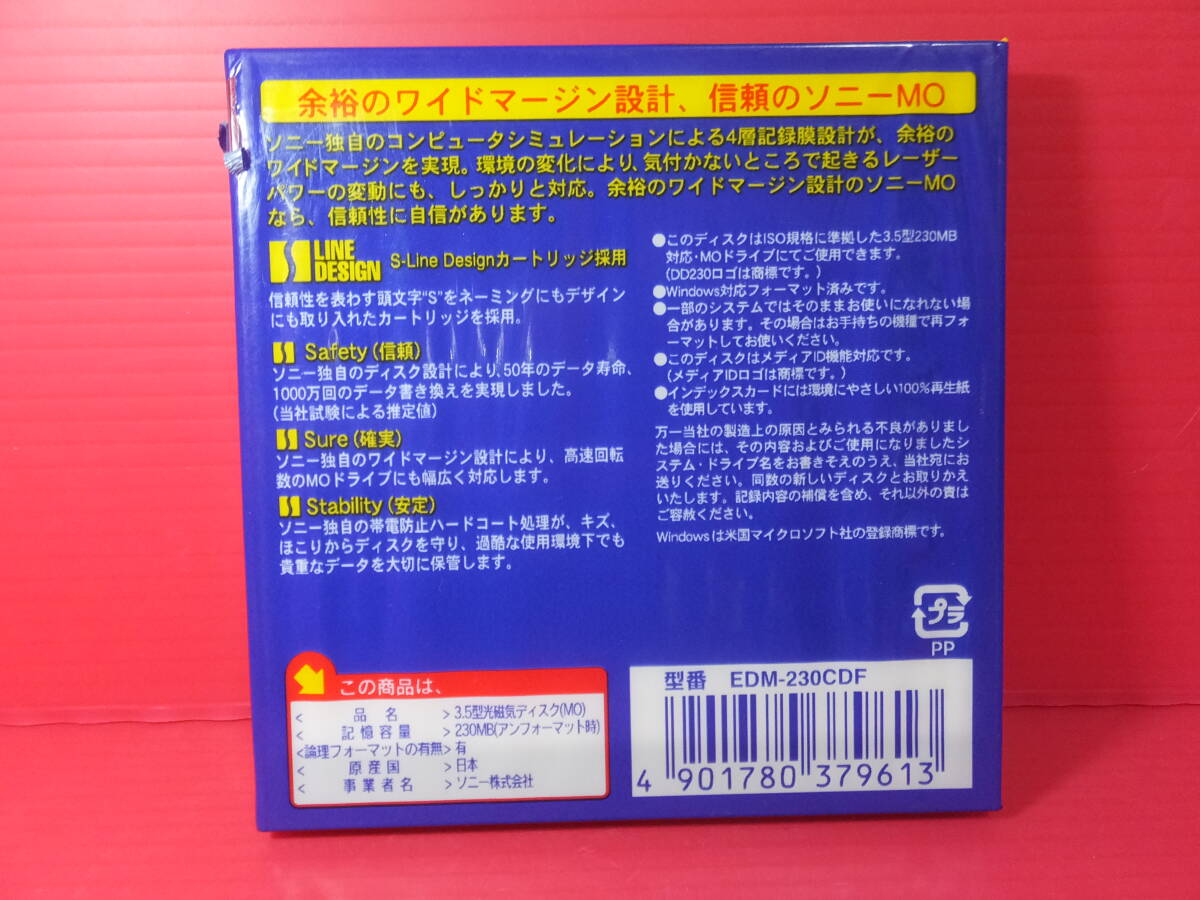 余裕のワイドマージン設計、信頼のソニーMO
ソニー独自のコンピュータシミュレーションによる4層記録膜設計が、余裕の
ワイドマージンを実現。環境の変化により、気付かないところで起きるレーザー
パワーの変動にも、しっかりと対応。余裕のワイドマージン設計のソニーMO
なら、信頼性に自信があります。
S LINE DESIGN S-Line Designカートリッジ採用
信頼性を表わす頭文字“S”をネーミングにもデザイン
にも取り入れたカートリッジを採用。
S Safety(信頼)
ソニー独自のディスク設計により、50年のデータ寿命、
1000万回のデータ書き換えを実現しました。
(当社試験による推定値)
S Sure(確実)
ソニー独自のワイドマージン設計により、高速回転
数のMOドライブにも幅広く対応します。
S Stability(安定)
ソニー独自の帯電防止ハードコート処理が、キズ、
ほこりからディスクを守り、過酷な使用環境下でも
貴重なデータを大切に保管します。
●このディスクはISO規格に準拠した3.5型230MB
対応・MOドライブにてご使用できます。
(DD230ロゴは商標です。)
●Windows対応フォーマット済みです。
●一部のシステムではそのままお使いになれない場
合があります。その場合はお手持ちの機種で再フォ
ーマットしてお使いください。
●このディスクはメディアID機能対応です。
(メディアIDロゴは商標です。)
●インデックスカードには環境にやさしい100%再生紙
を使用しています。
万一当社の製造上の原因とみられる不良がありまし
た場合には、その内容およびご使用になりましたシ
ステム・ドライブ名をお書きそえのうえ、当社宛にお
送りください。同数の新しいディスクとお取りかえ
いたします。記録内容の補償を含め、それ以外の責は
ご容赦ください。
Windowsは米国マイクロソフト社の登録商標です。
プラ
PP
この商品は、
<品名>3.5型光磁気ディスク(MO)
<記憶容量>230MB(アンフォーマット時)
<論理フォーマットの有無>有
<原産国>日本
<事業者名>ソニー株式会社
型番 EDM-230CDF
4 901780 379613